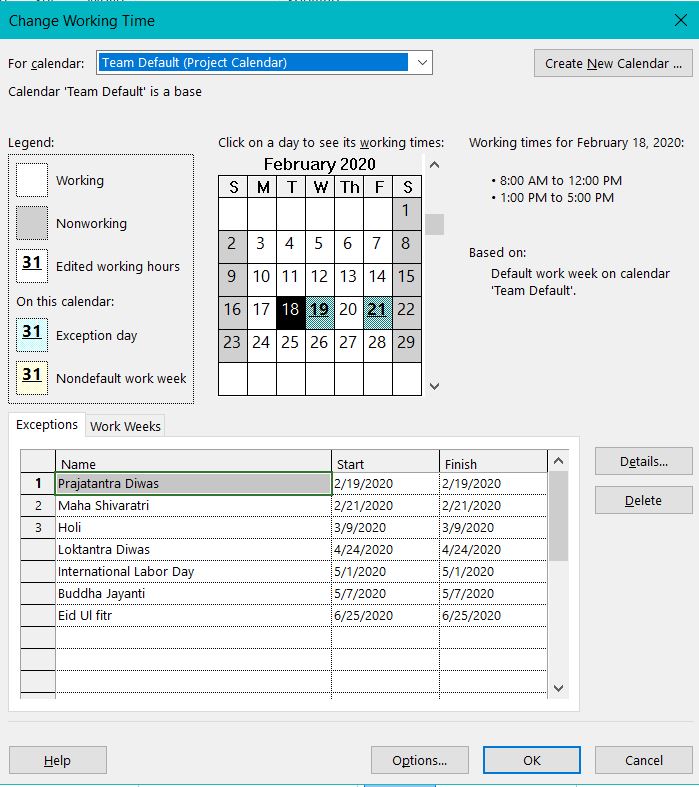 Change Working Time
For calendar: Team Default (Project Calendar)
Create New Calendar ...
Calendar 'Team Default' is a base
Legend:
Working
Nonworking
31 Edited working hours
On this calendar:
31 Exception day
31 Nondefault work week
Click on a day to see its working times:
February 2020
S M T W Th F S
1
2 3 4 5 6 7 8
9 10 11 12 13 14 15
16 17 18 19 20 21 22
23 24 25 26 27 28 29
Working times for February 18, 2020:
• 8:00 AM to 12:00 PM
• 1:00 PM to 5:00 PM
Based on:
Default work week on calendar
'Team Default'.
Exceptions Work Weeks
Name Start Finish
1 Prajatantra Diwas 2/19/2020 2/19/2020
2 Maha Shivaratri 2/21/2020 2/21/2020
3 Holi 3/9/2020 3/9/2020
Loktantra Diwas 4/24/2020 4/24/2020
International Labor Day 5/1/2020 5/1/2020
Buddha Jayanti 5/7/2020 5/7/2020
Eid Ul fitr 6/25/2020 6/25/2020
Details...
Delete
Help Options... OK Cancel